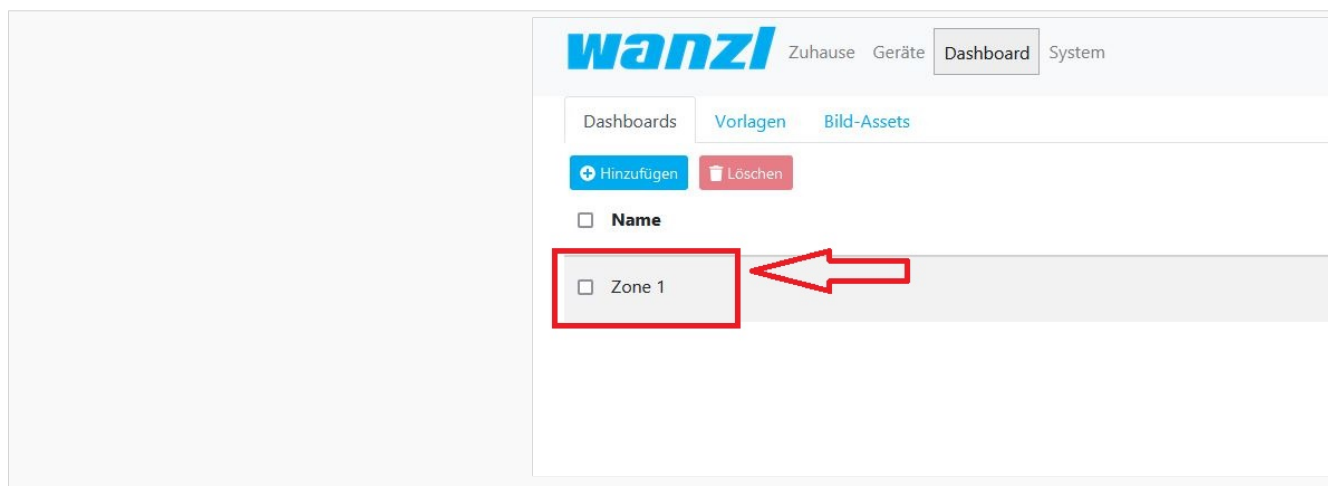 wanzl Zuhause Geräte Dashboard System
Dashboards Vorlagen Bild-Assets
Hinzufügen Löschen
Name
Zone 1